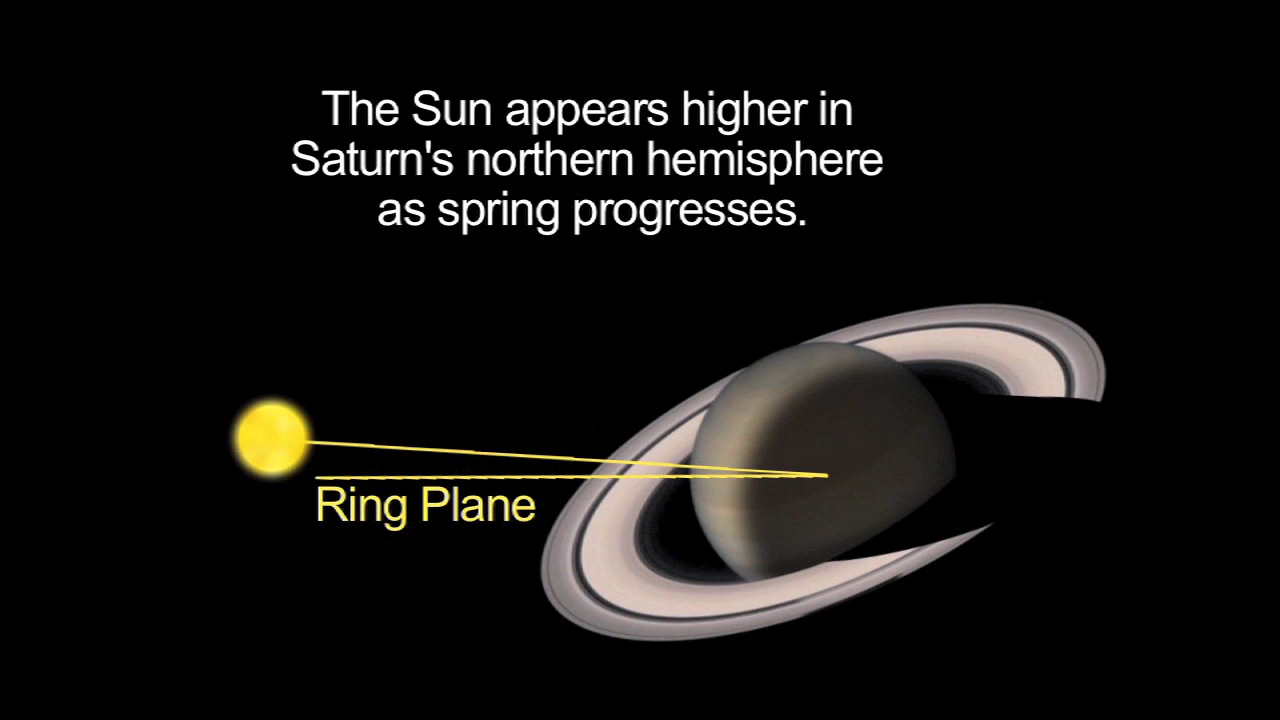 The Sun appears higher in
Saturn's northern hemisphere
as spring progresses.
Ring Plane